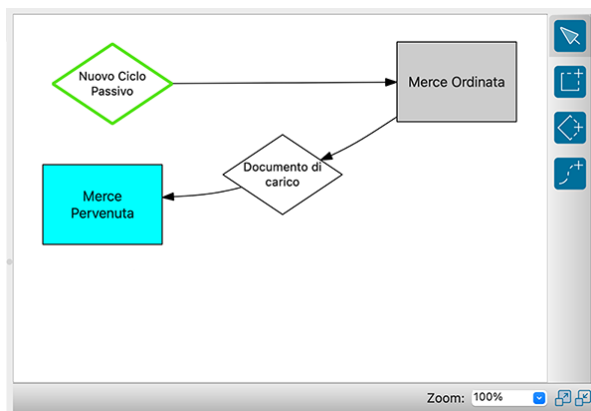 Nuovo Ciclo
Passivo
Merce Ordinata
Documento di
carico
Merce
Pervenuta
Zoom: 100%